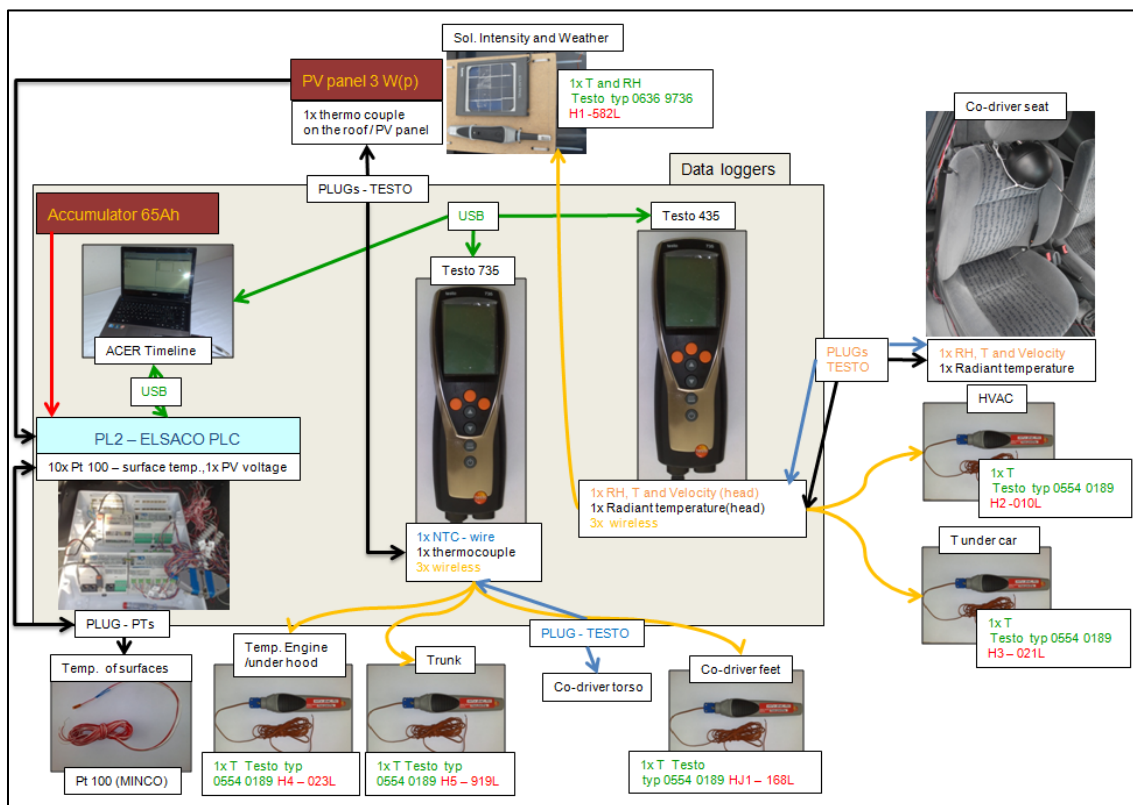 Sol. Intensity and Weather
PV panel 3 W(p)
1x thermo couple
on the roof / PV panel
1x T and RH
Testo typ 0636 9736
H1 -582L
Co-driver seat
PLUGs - TESTO
Data loggers
Accumulator 65Ah
USB
Testo 435
Testo 735
ACER Timeline
USB
PL2 – ELSACO PLC
10x Pt 100 – surface temp.,1x PV voltage
PLUGs
TESTO
1x RH, T and Velocity
1x Radiant temperature
HVAC
1x T
Testo typ 0554 0189
H2 -010L
1x RH, T and Velocity (head)
1x Radiant temperature(head)
3x wireless
1x NTC - wire
1x thermocouple
3x wireless
T under car
1x T
Testo typ 0554 0189
H3 – 021L
PLUG - PTs
PLUG - TESTO
Temp. of surfaces
Temp. Engine
/under hood
Trunk
Co-driver torso
Co-driver feet
Pt 100 (MINCO)
1x T Testo typ
0554 0189 H4 – 023L
1x T Testo typ
0554 0189 H5 – 919L
1x T Testo
typ 0554 0189 HJ1 – 168L